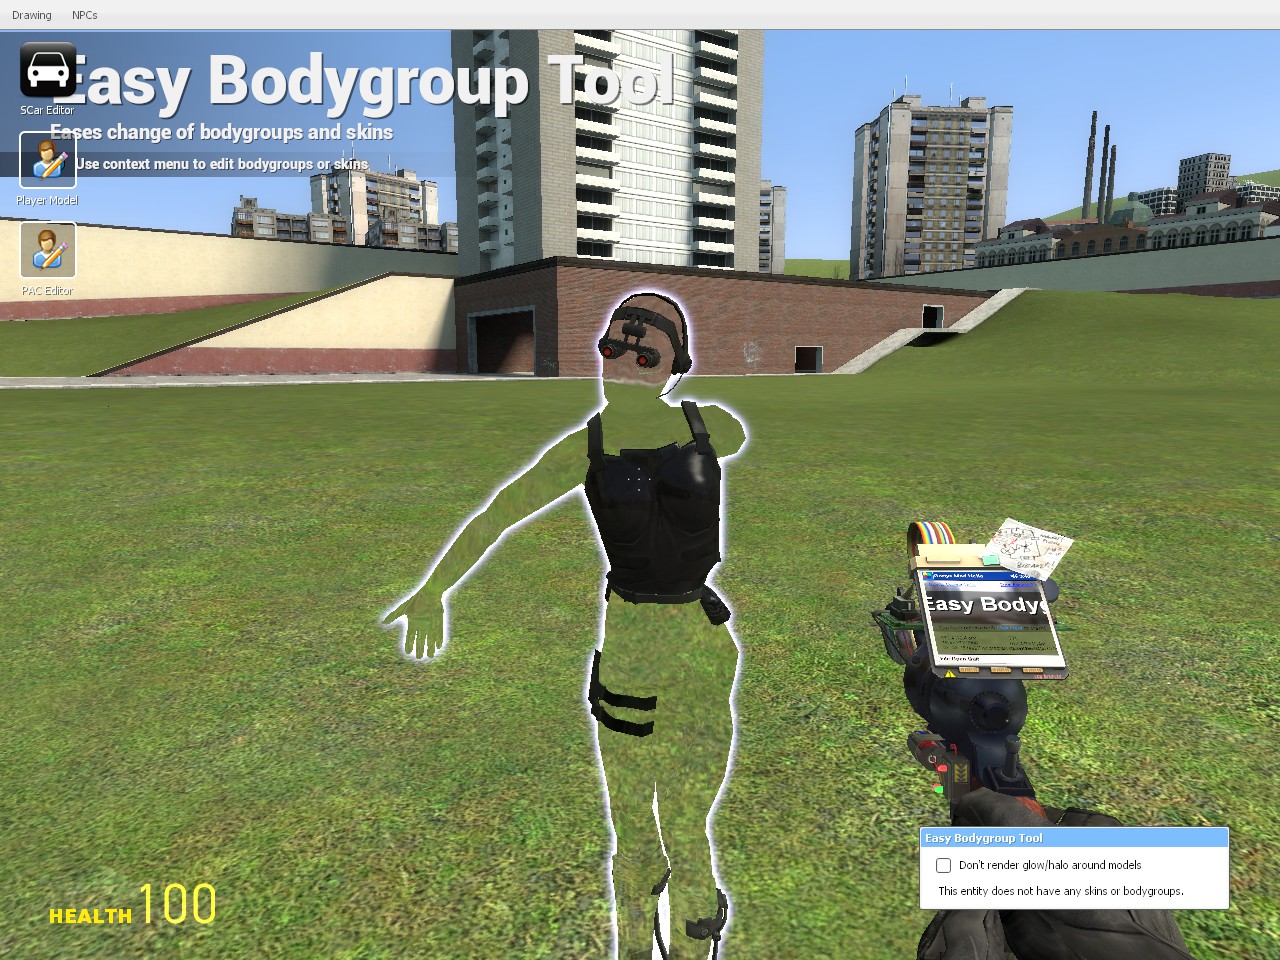 Drawing NPCs
Easy Bodygroup Tool
SCar Editor
Eases change of bodygroups and skins
Use context menu to edit bodygroups or skins
Player Model
PAC Editor
Easy Bodyg
Easy Bodygroup Tool
Don't render glow/halo around models
This entity does not have any skins or bodygroups.
HEALTH 100